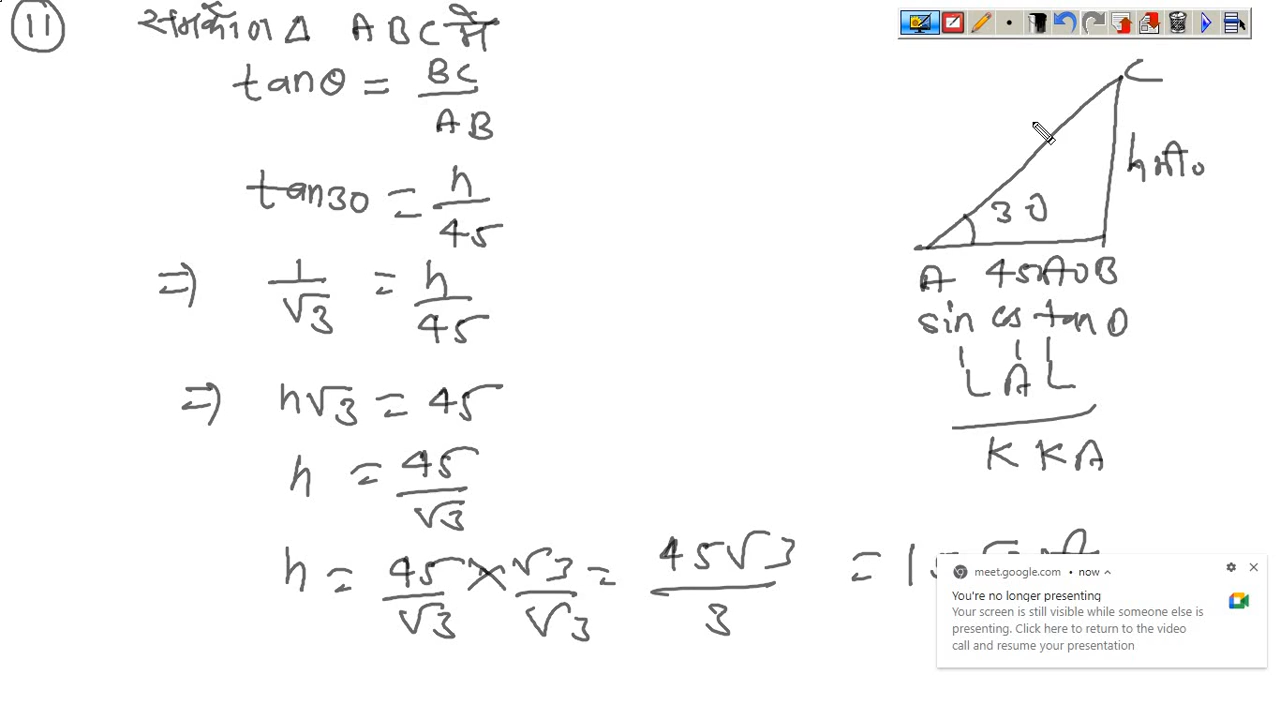 11 समकोण Δ ABC में
tanθ = BC/AB
tan30 = h/45
⇒ 1/√3 = h/45
⇒ h√3 = 45
h = 45/√3
h = 45/√3 × √3/√3 = 45√3/3 = 1
C
h मी०
30
A 45 मी० B
sin cos tan θ
L A L
K K A
meet.google.com • now
You're no longer presenting
Your screen is still visible while someone else is
presenting. Click here to return to the video
call and resume your presentation